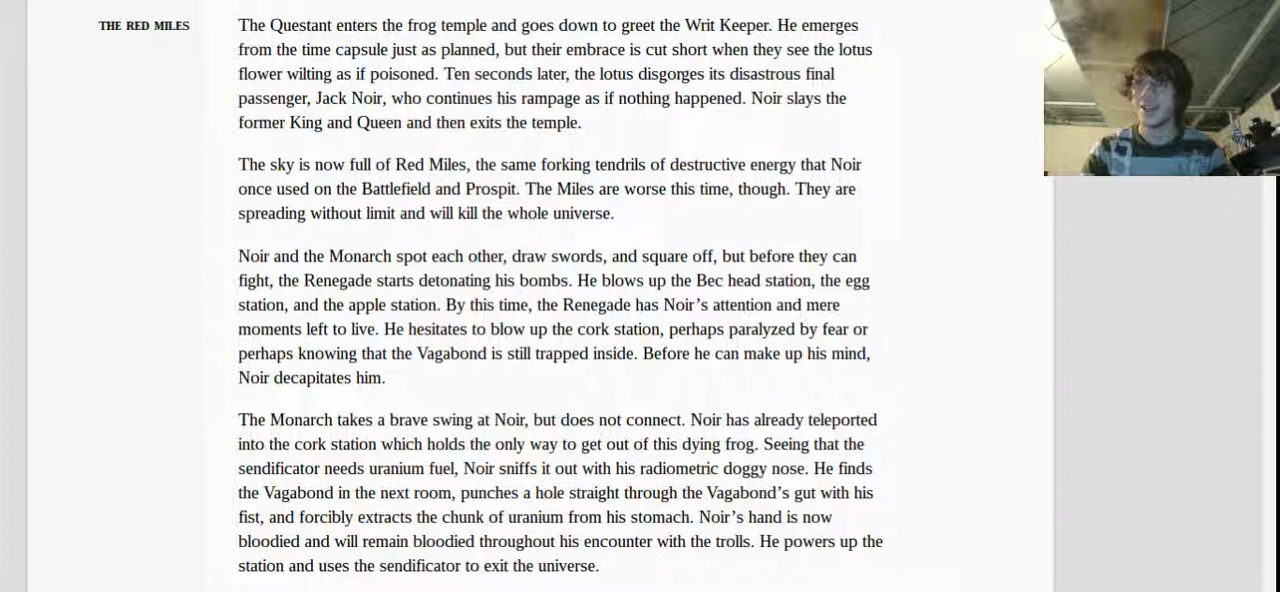 THE RED MILES
The Questant enters the frog temple and goes down to greet the Writ Keeper. He emerges
from the time capsule just as planned, but their embrace is cut short when they see the lotus
flower wilting as if poisoned. Ten seconds later, the lotus disgorges its disastrous final
passenger, Jack Noir, who continues his rampage as if nothing happened. Noir slays the
former King and Queen and then exits the temple.
The sky is now full of Red Miles, the same forking tendrils of destructive energy that Noir
once used on the Battlefield and Prospit. The Miles are worse this time, though. They are
spreading without limit and will kill the whole universe.
Noir and the Monarch spot each other, draw swords, and square off, but before they can
fight, the Renegade starts detonating his bombs. He blows up the Bec head station, the egg
station, and the apple station. By this time, the Renegade has Noir’s attention and mere
moments left to live. He hesitates to blow up the cork station, perhaps paralyzed by fear or
perhaps knowing that the Vagabond is still trapped inside. Before he can make up his mind,
Noir decapitates him.
The Monarch takes a brave swing at Noir, but does not connect. Noir has already teleported
into the cork station which holds the only way to get out of this dying frog. Seeing that the
sendificator needs uranium fuel, Noir sniffs it out with his radiometric doggy nose. He finds
the Vagabond in the next room, punches a hole straight through the Vagabond’s gut with his
fist, and forcibly extracts the chunk of uranium from his stomach. Noir’s hand is now
bloodied and will remain bloodied throughout his encounter with the trolls. He powers up the
station and uses the sendificator to exit the universe.